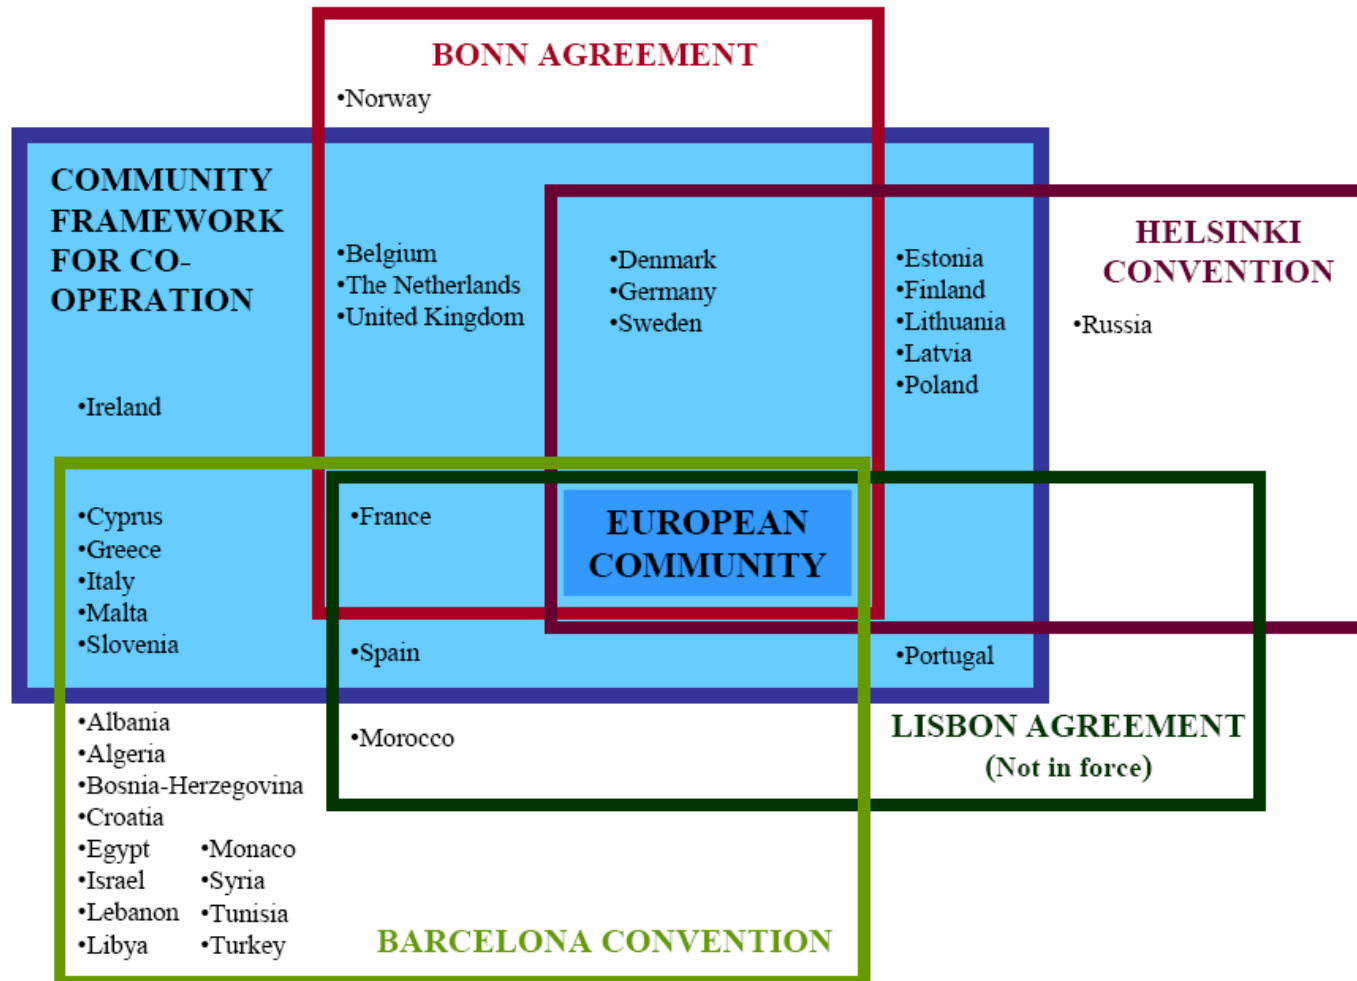 BONN AGREEMENT
•Norway
COMMUNITY
FRAMEWORK
FOR CO-
OPERATION
•Belgium
•The Netherlands
•United Kingdom
•Denmark
•Germany
•Sweden
•Estonia
•Finland
•Lithuania
•Latvia
•Poland
HELSINKI
CONVENTION
•Russia
•Ireland
•Cyprus
•Greece
•Italy
•Malta
•Slovenia
•France
EUROPEAN
COMMUNITY
•Spain
•Portugal
•Albania
•Algeria
•Bosnia-Herzegovina
•Croatia
•Egypt •Monaco
•Israel •Syria
•Lebanon •Tunisia
•Libya •Turkey
•Morocco
LISBON AGREEMENT
(Not in force)
BARCELONA CONVENTION